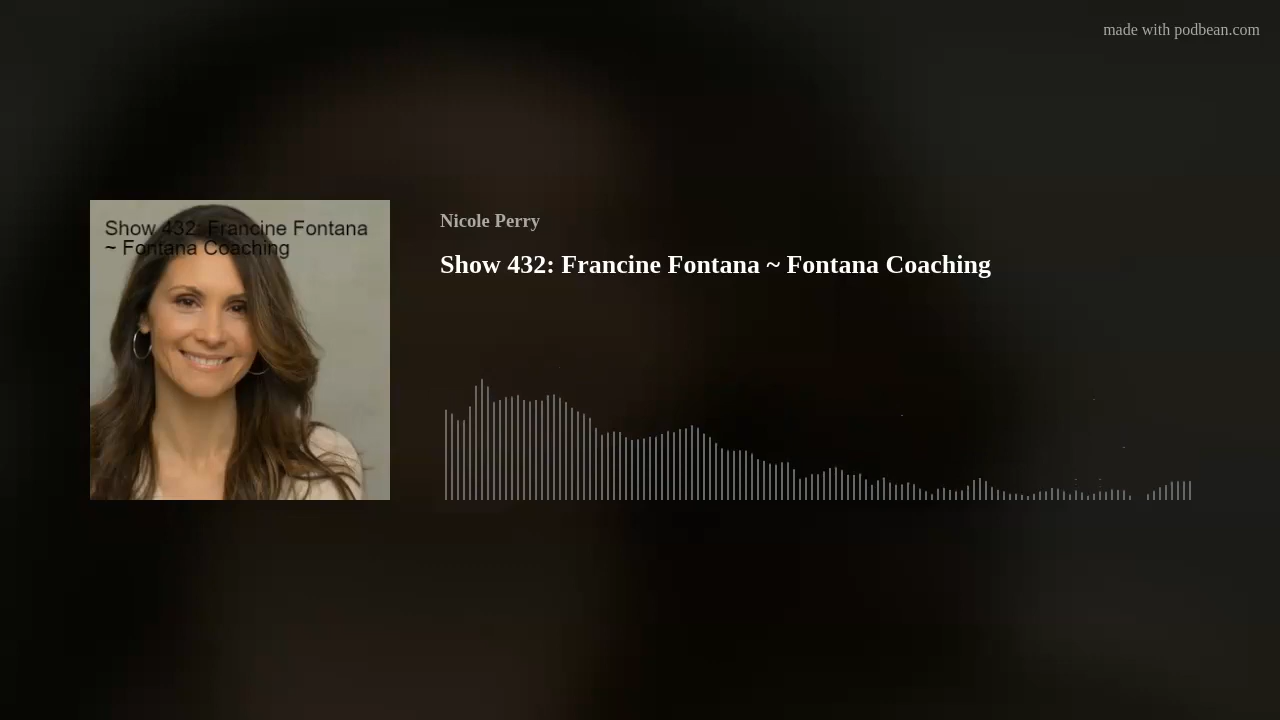 made with podbean.com
Show 432: Francine Fontana
~ Fontana Coaching
Nicole Perry
Show 432: Francine Fontana ~ Fontana Coaching